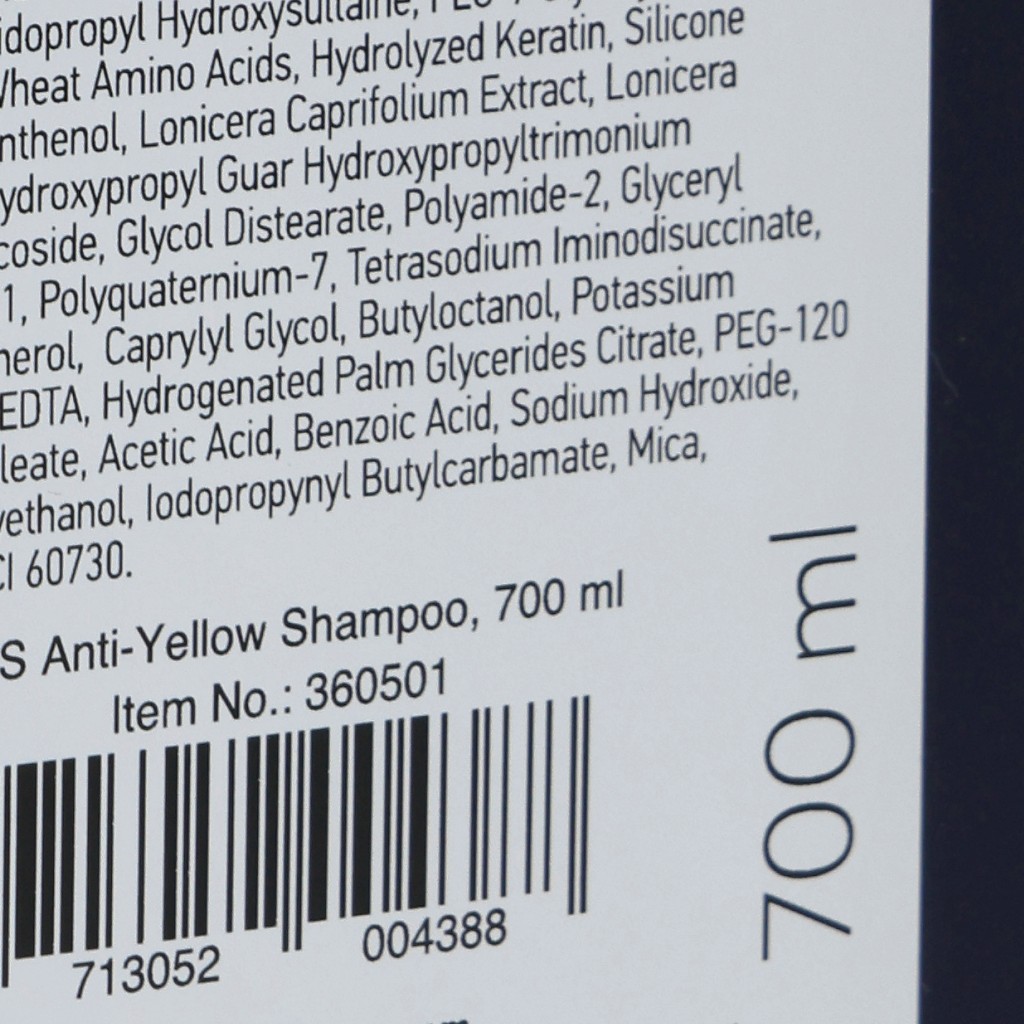 Hydroxysultaine,
Amino Acids, Hydrolyzed Keratin, Silicone
nthenol, Lonicera Caprifolium Extract, Lonicera
ydroxypropyl Guar Hydroxypropyltrimonium
coside, Glycol Distearate, Polyamide-2, Glyceryl
1, Polyquaternium-7, Tetrasodium Iminodisuccinate,
herol, Caprylyl Glycol, Butyloctanol, Potassium
EDTA, Hydrogenated Palm Glycerides Citrate, PEG-120
leate, Acetic Acid, Benzoic Acid, Sodium Hydroxide,
yethanol, Iodopropynyl Butylcarbamate, Mica,
CI 60730.
S Anti-Yellow Shampoo, 700 ml
Item No.: 360501
713052 004388
700 ml